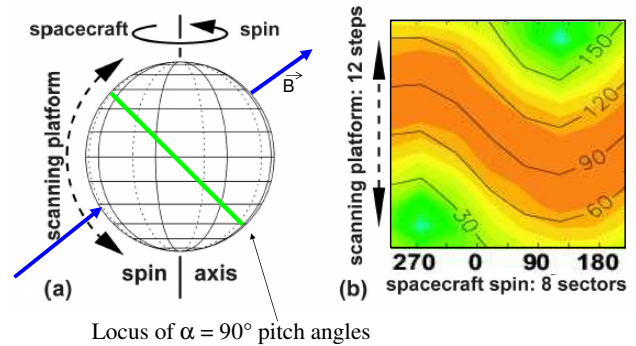 spacecraft spin
B
scanning platform
(a)
spin axis
Locus of α = 90° pitch angles
scanning platform: 12 steps
150
120
90
60
30
270 0 90 180
(b)
spacecraft spin: 8 sectors